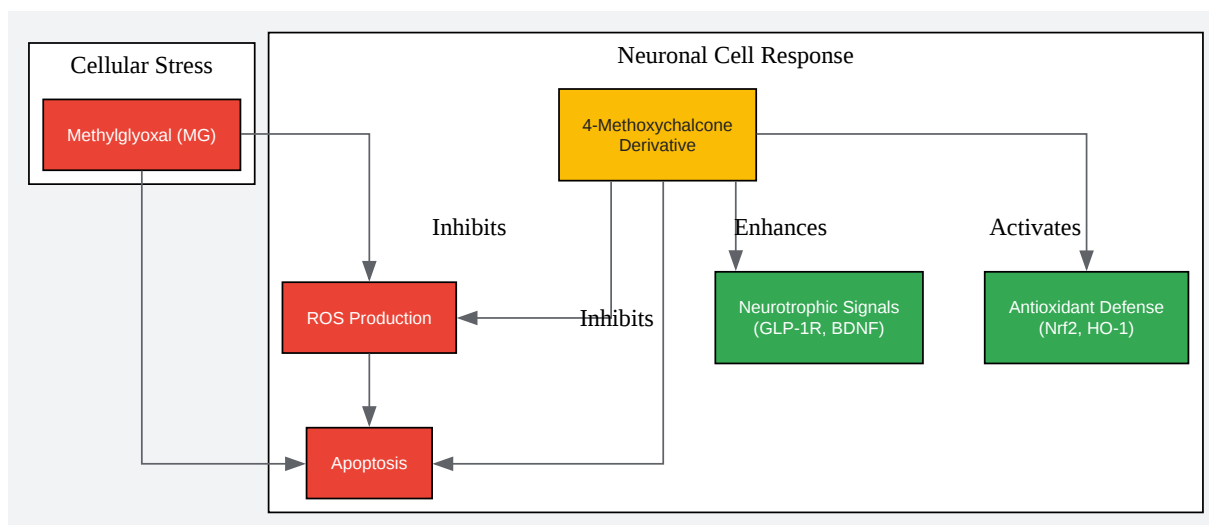 Cellular Stress
Methylglyoxal (MG)
Neuronal Cell Response
4-Methoxychalcone
Derivative
Inhibits
Enhances
Activates
ROS Production
Inhibits
Neurotrophic Signals
(GLP-1R, BDNF)
Antioxidant Defense
(Nrf2, HO-1)
Apoptosis